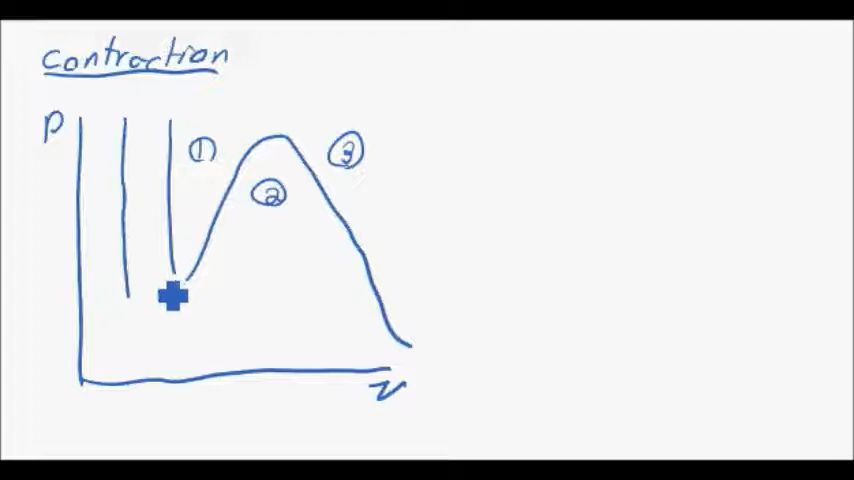 Contraction
P
①
②
③
v